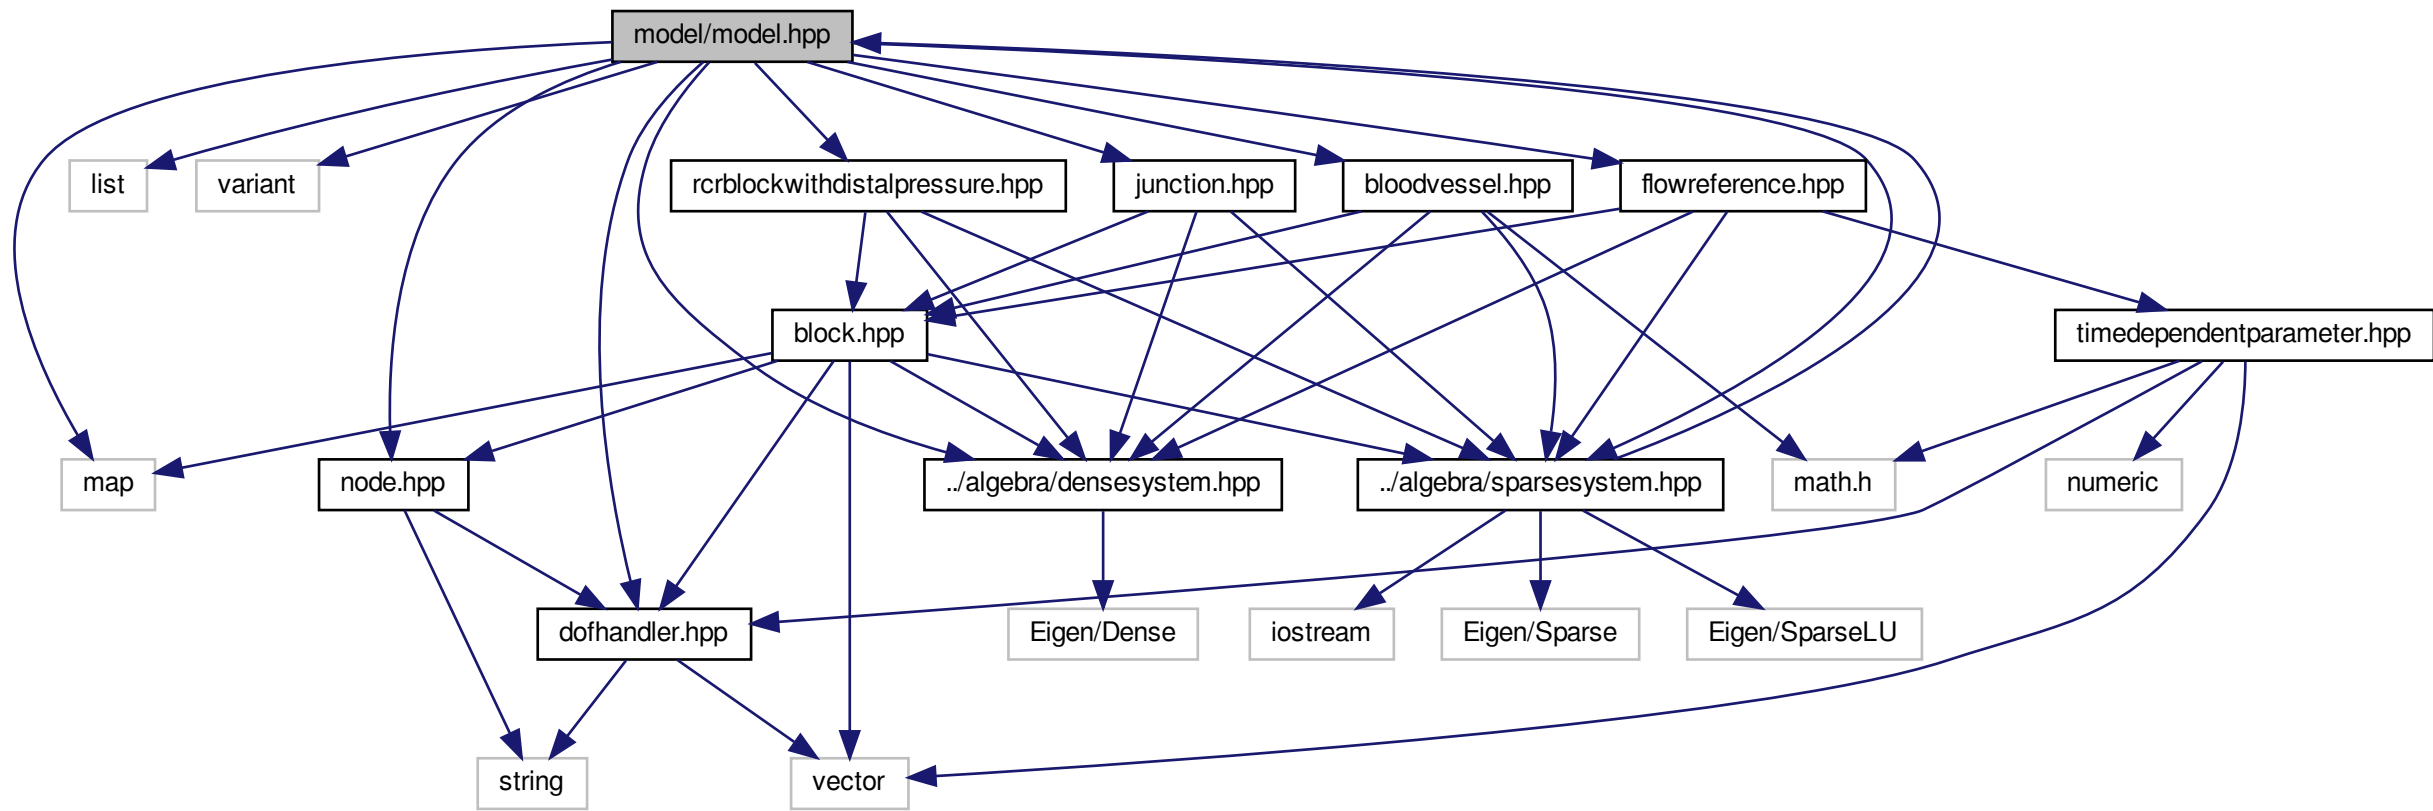 model/model.hpp
list
variant
rcrblockwithdistalpressure.hpp
junction.hpp
bloodvessel.hpp
flowreference.hpp
block.hpp
timedependentparameter.hpp
map
node.hpp
../algebra/densesystem.hpp
../algebra/sparsesystem.hpp
math.h
numeric
dofhandler.hpp
Eigen/Dense
iostream
Eigen/Sparse
Eigen/SparseLU
string
vector